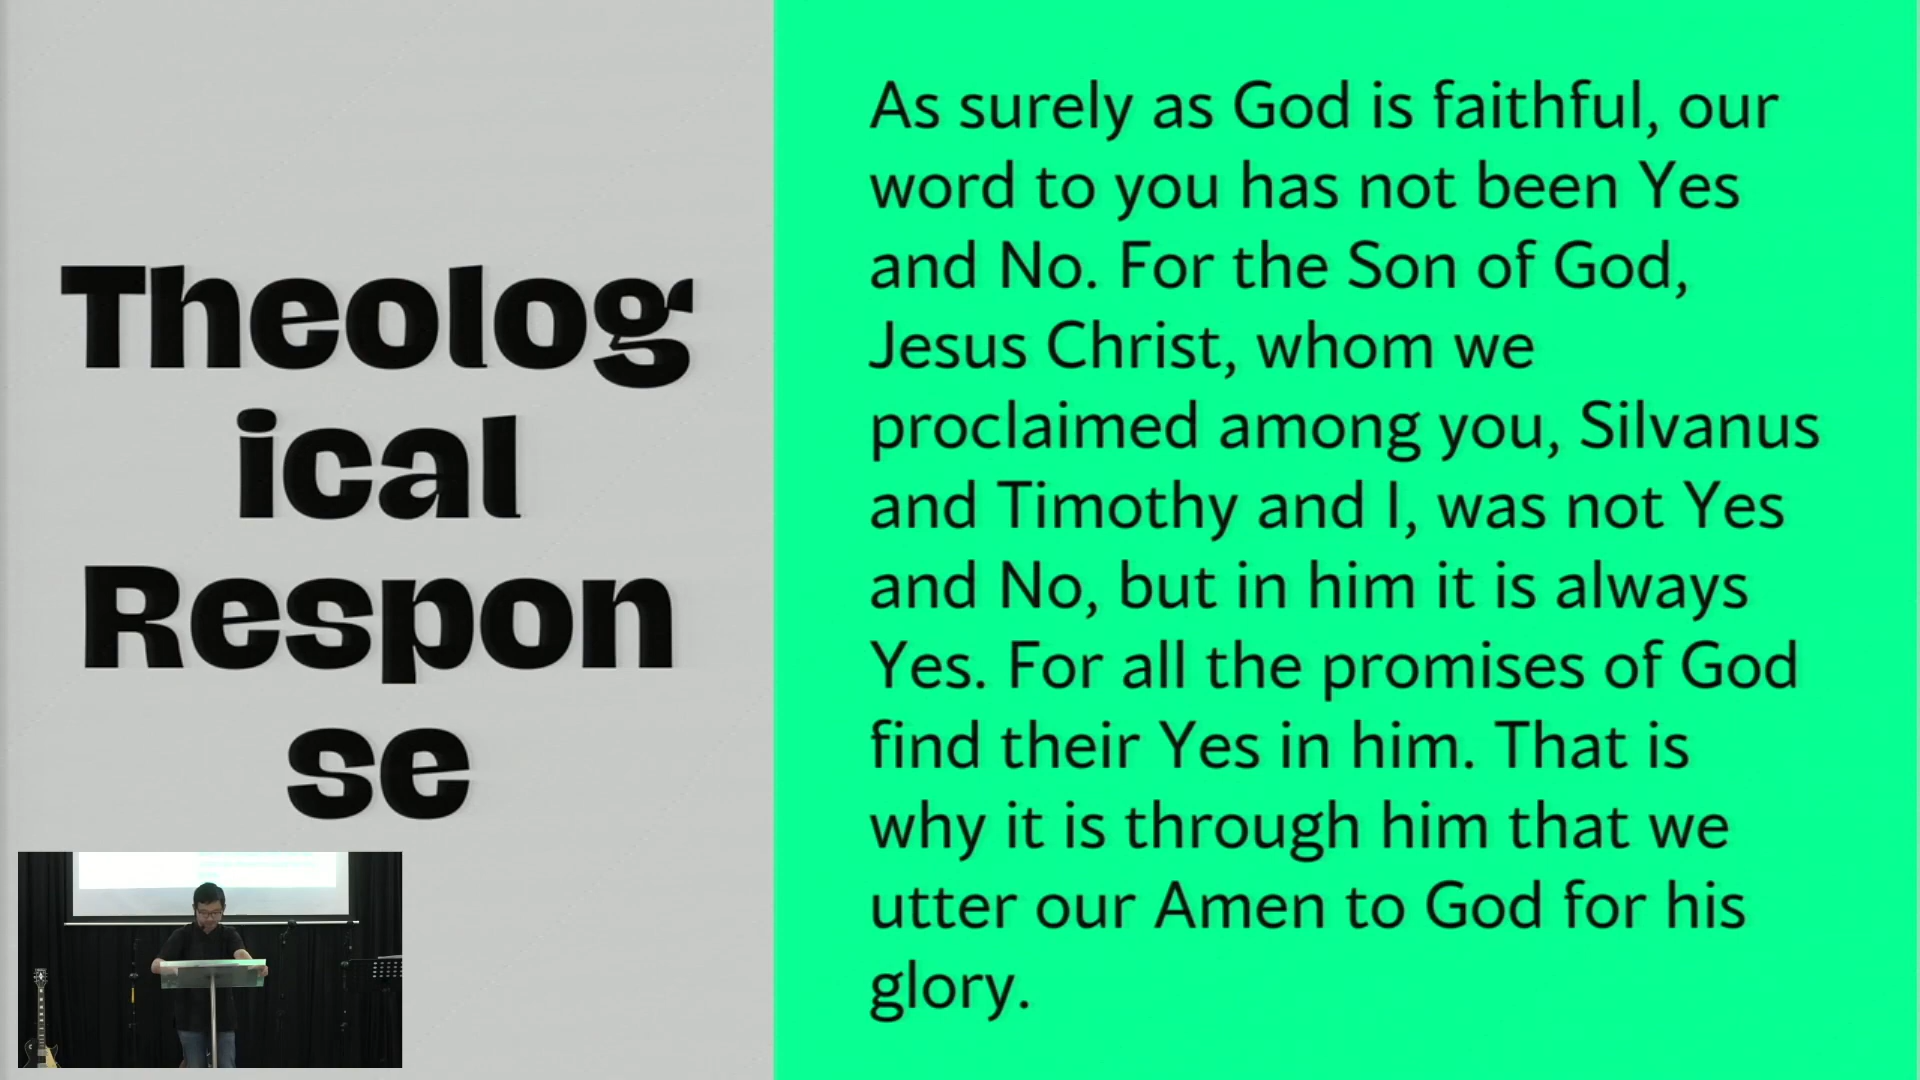 Theolog
ical
Respon
se
As surely as God is faithful, our
word to you has not been Yes
and No. For the Son of God,
Jesus Christ, whom we
proclaimed among you, Silvanus
and Timothy and I, was not Yes
and No, but in him it is always
Yes. For all the promises of God
find their Yes in him. That is
why it is through him that we
utter our Amen to God for his
glory.